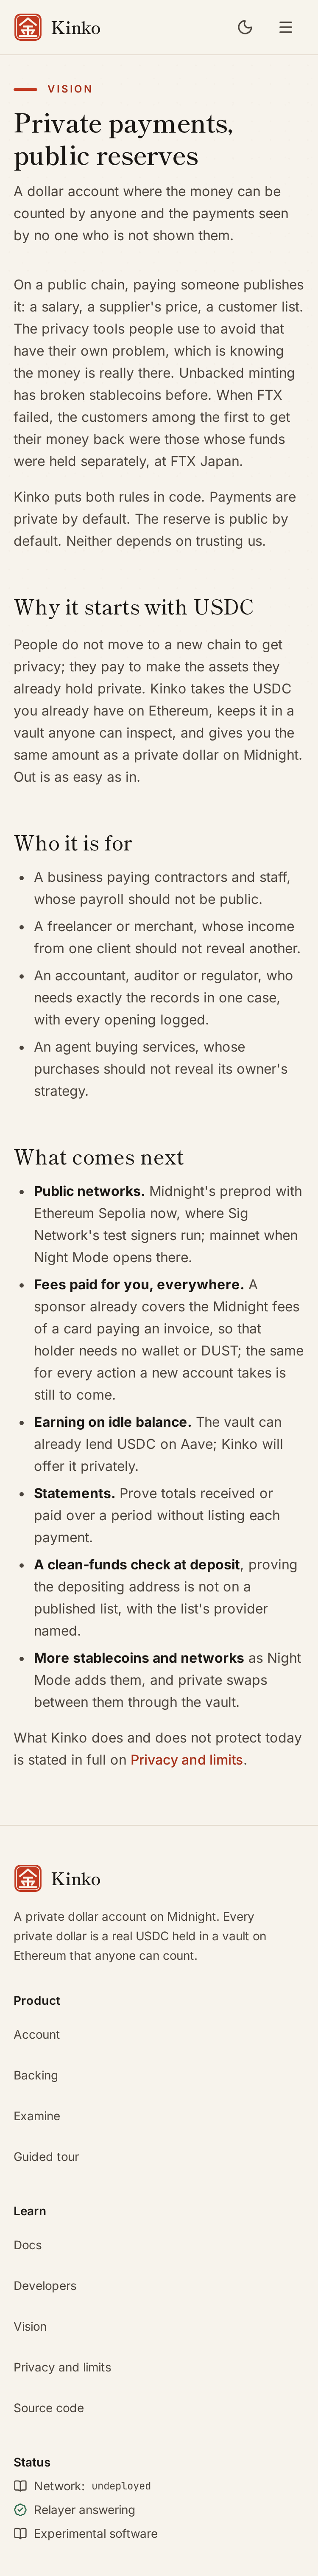 金 Kinko
VISION
Private payments,
public reserves
A dollar account where the money can be
counted by anyone and the payments seen
by no one who is not shown them.
On a public chain, paying someone publishes
it: a salary, a supplier's price, a customer list.
The privacy tools people use to avoid that
have their own problem, which is knowing
the money is really there. Unbacked minting
has broken stablecoins before. When FTX
failed, the customers among the first to get
their money back were those whose funds
were held separately, at FTX Japan.
Kinko puts both rules in code. Payments are
private by default. The reserve is public by
default. Neither depends on trusting us.
Why it starts with USDC
People do not move to a new chain to get
privacy; they pay to make the assets they
already hold private. Kinko takes the USDC
you already have on Ethereum, keeps it in a
vault anyone can inspect, and gives you the
same amount as a private dollar on Midnight.
Out is as easy as in.
Who it is for
• A business paying contractors and staff,
whose payroll should not be public.
• A freelancer or merchant, whose income
from one client should not reveal another.
• An accountant, auditor or regulator, who
needs exactly the records in one case,
with every opening logged.
• An agent buying services, whose
purchases should not reveal its owner's
strategy.
What comes next
• Public networks. Midnight's preprod with
Ethereum Sepolia now, where Sig
Network's test signers run; mainnet when
Night Mode opens there.
• Fees paid for you, everywhere. A
sponsor already covers the Midnight fees
of a card paying an invoice, so that
holder needs no wallet or DUST; the same
for every action a new account takes is
still to come.
• Earning on idle balance. The vault can
already lend USDC on Aave; Kinko will
offer it privately.
• Statements. Prove totals received or
paid over a period without listing each
payment.
• A clean-funds check at deposit, proving
the depositing address is not on a
published list, with the list's provider
named.
• More stablecoins and networks as Night
Mode adds them, and private swaps
between them through the vault.
What Kinko does and does not protect today
is stated in full on Privacy and limits.
金 Kinko
A private dollar account on Midnight. Every
private dollar is a real USDC held in a vault on
Ethereum that anyone can count.
Product
Account
Backing
Examine
Guided tour
Learn
Docs
Developers
Vision
Privacy and limits
Source code
Status
Network: undeployed
Relayer answering
Experimental software